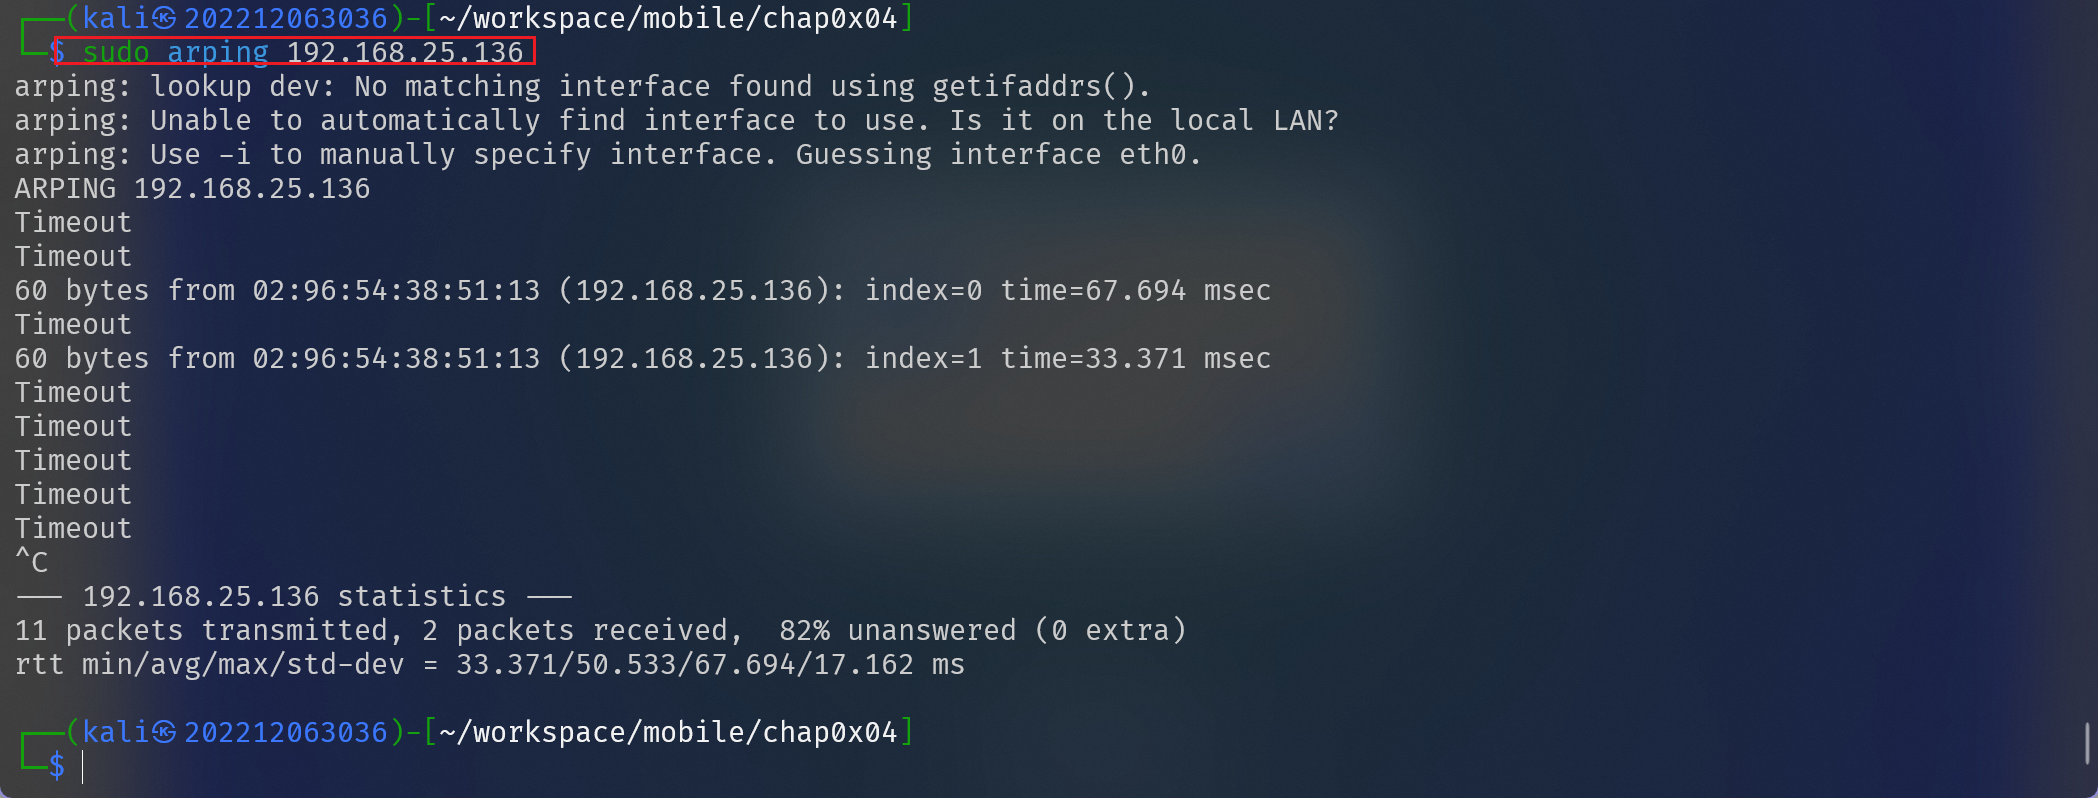 ┌──(kali㉿202212063036)-[~/workspace/mobile/chap0x04]
└─$ sudo arping 192.168.25.136
arping: lookup dev: No matching interface found using getifaddrs().
arping: Unable to automatically find interface to use. Is it on the local LAN?
arping: Use -i to manually specify interface. Guessing interface eth0.
ARPING 192.168.25.136
Timeout
Timeout
60 bytes from 02:96:54:38:51:13 (192.168.25.136): index=0 time=67.694 msec
Timeout
60 bytes from 02:96:54:38:51:13 (192.168.25.136): index=1 time=33.371 msec
Timeout
Timeout
Timeout
Timeout
Timeout
^C
--- 192.168.25.136 statistics ---
11 packets transmitted, 2 packets received,  82% unanswered (0 extra)
rtt min/avg/max/std-dev = 33.371/50.533/67.694/17.162 ms
┌──(kali㉿202212063036)-[~/workspace/mobile/chap0x04]
└─$